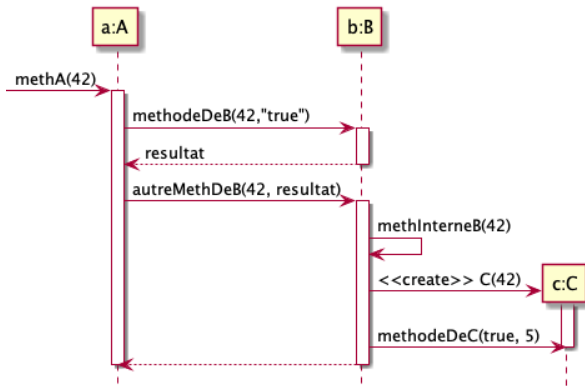 a:A
b:B
methA(42)
methodeDeB(42,"true")
resultat
autreMethDeB(42, resultat)
methInterneB(42)
<<create>> C(42)
c:C
methodeDeC(true, 5)